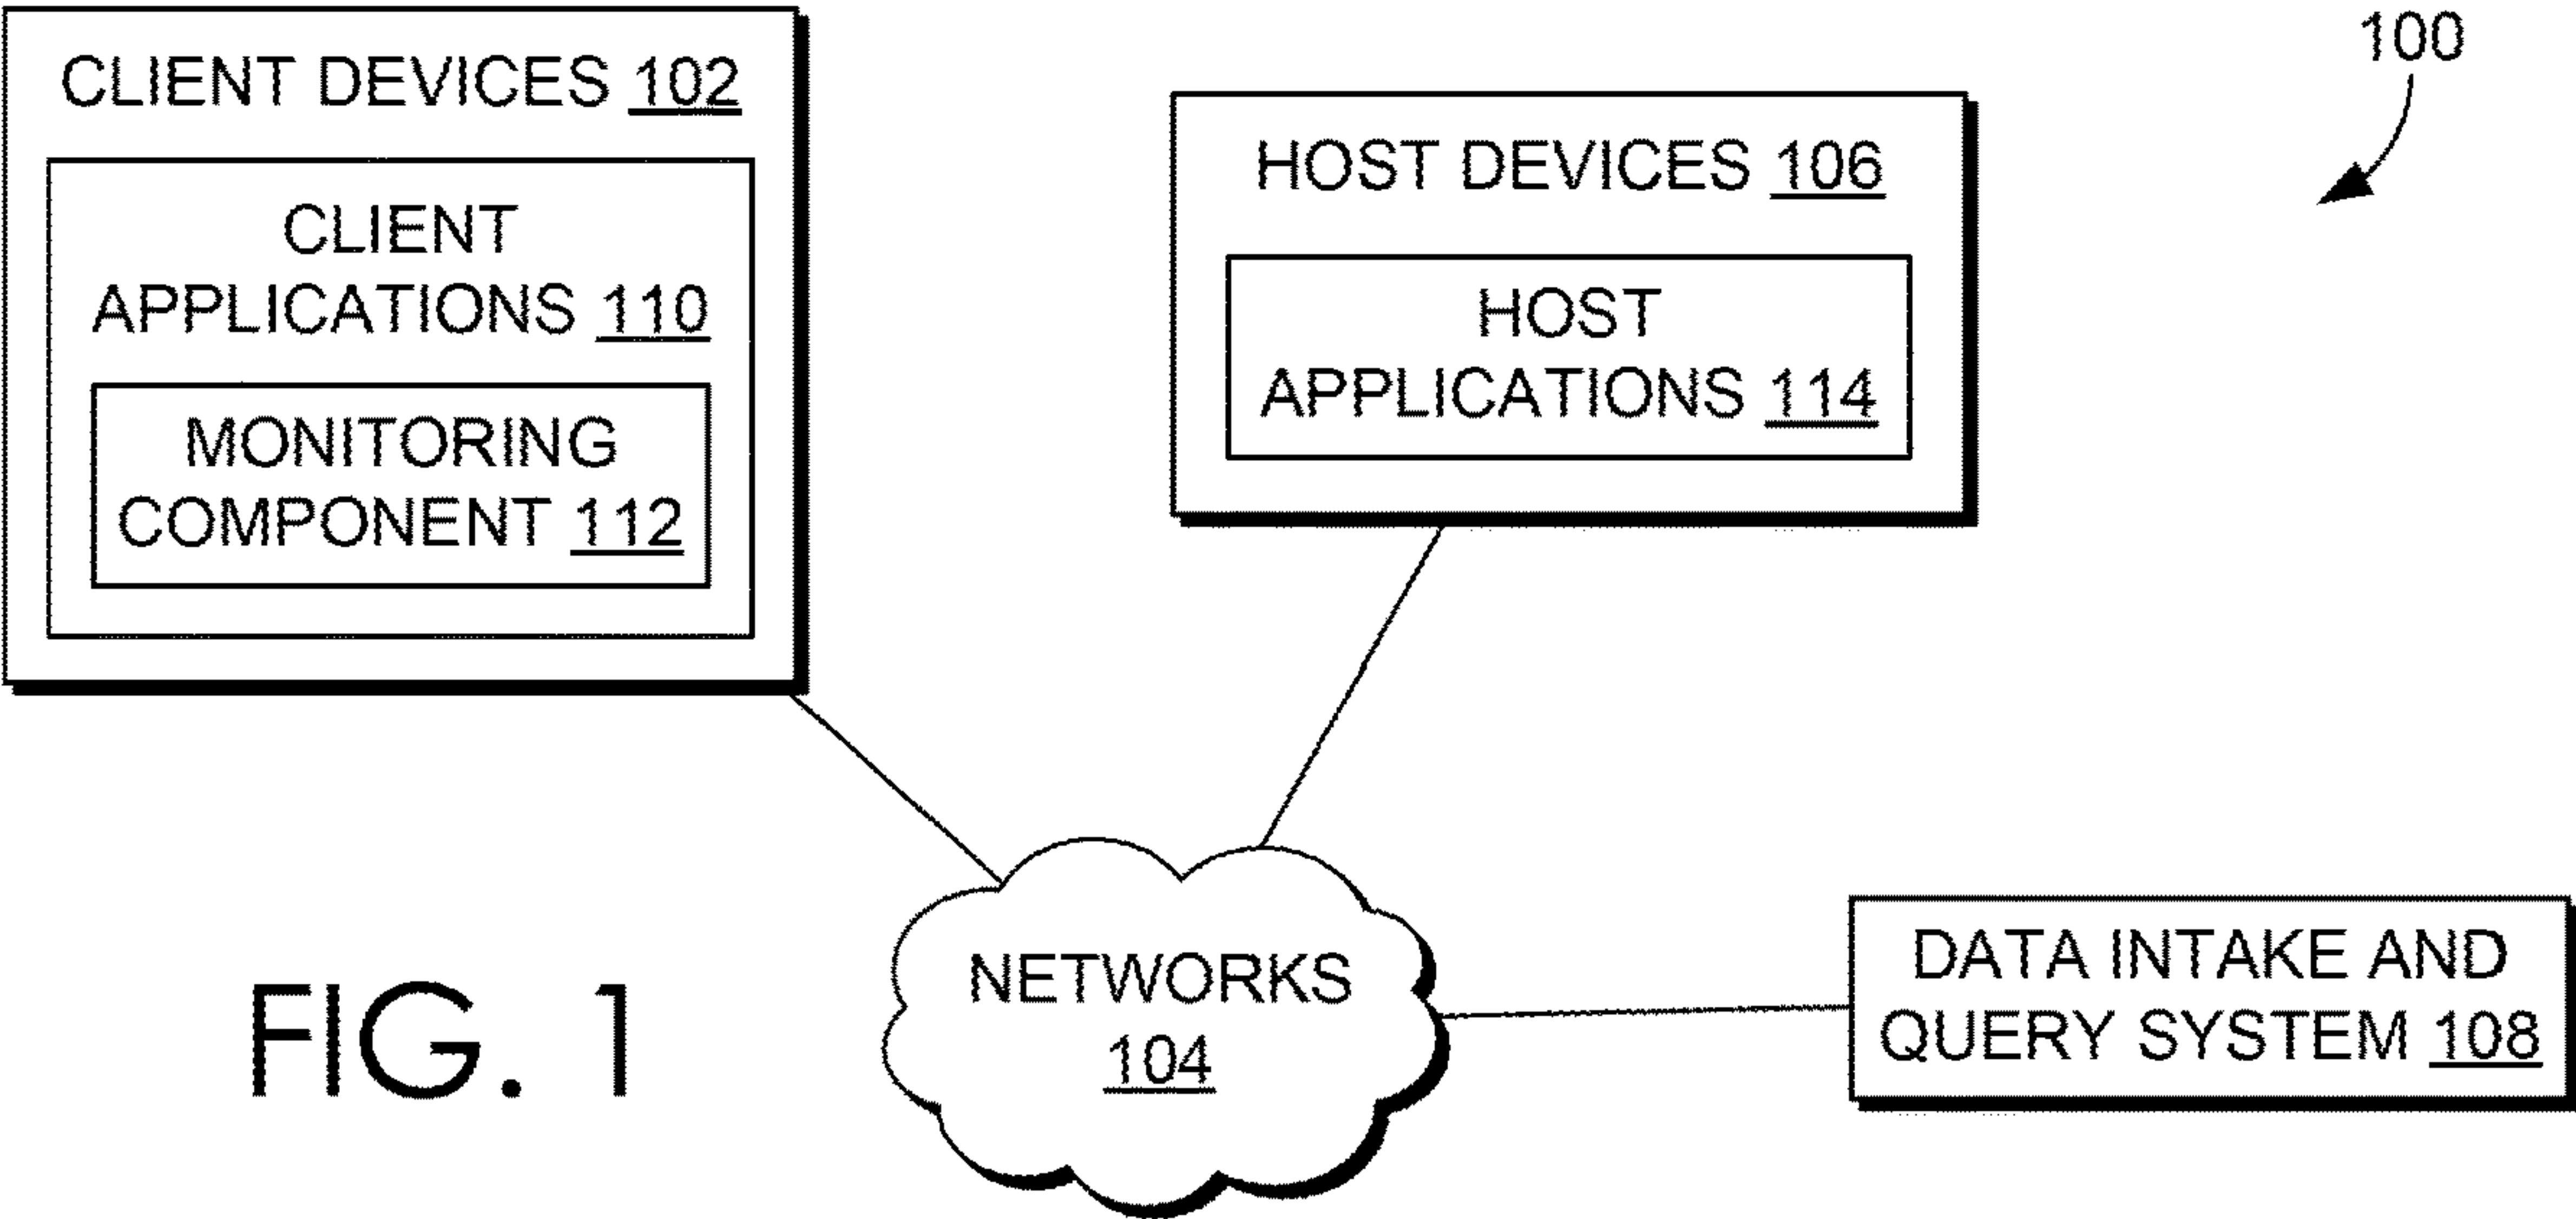 100
CLIENT DEVICES 102
CLIENT
APPLICATIONS 110
MONITORING
COMPONENT 112
HOST DEVICES 106
HOST
APPLICATIONS 114
NETWORKS
104
DATA INTAKE AND
QUERY SYSTEM 108
FIG. 1